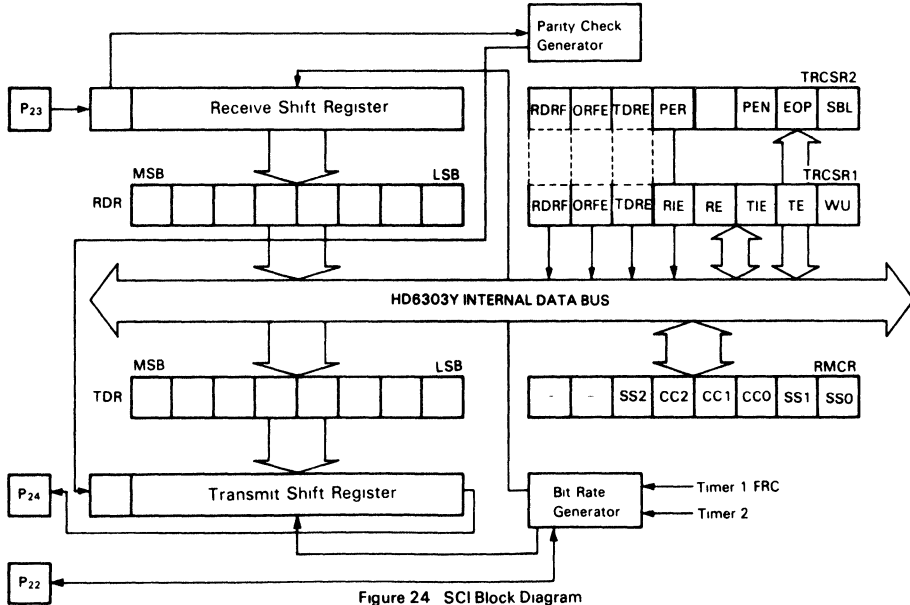 Parity Check
Generator
TRCSR2
P23
Receive Shift Register
RDRF ORFE TDRE PER PEN EOP SBL
MSB LSB
TRCSR1
RDR
RDRF ORFE TDRE RIE RE TIE TE WU
HD6303Y INTERNAL DATA BUS
MSB LSB
RMCR
TDR
- - SS2 CC2 CC1 CC0 SS1 SS0
P24
Transmit Shift Register
Bit Rate
Generator
Timer 1 FRC
Timer 2
P22
Figure 24 SCI Block Diagram